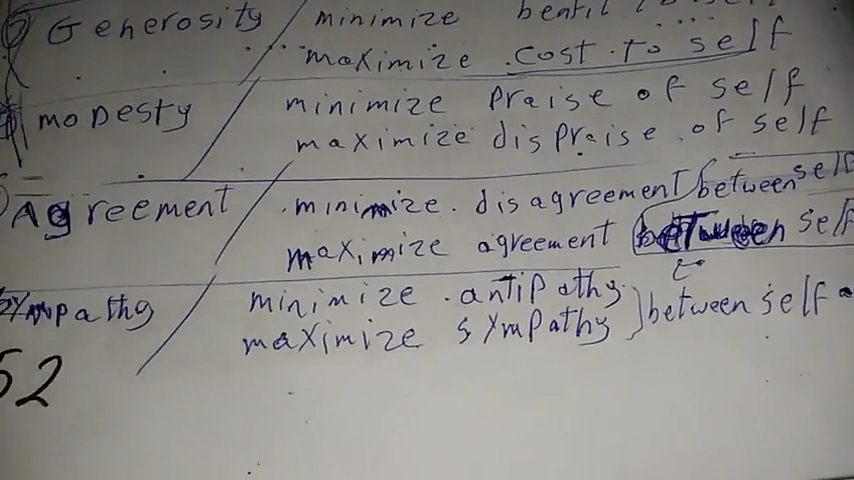 Generosity / minimize
maximize cost to self
modesty / minimize Praise of self
maximize dispraise of self
Agreement / minimize disagreement between self
maximize agreement between self
sympathy / minimize antipathy
maximize sympathy } between self
52